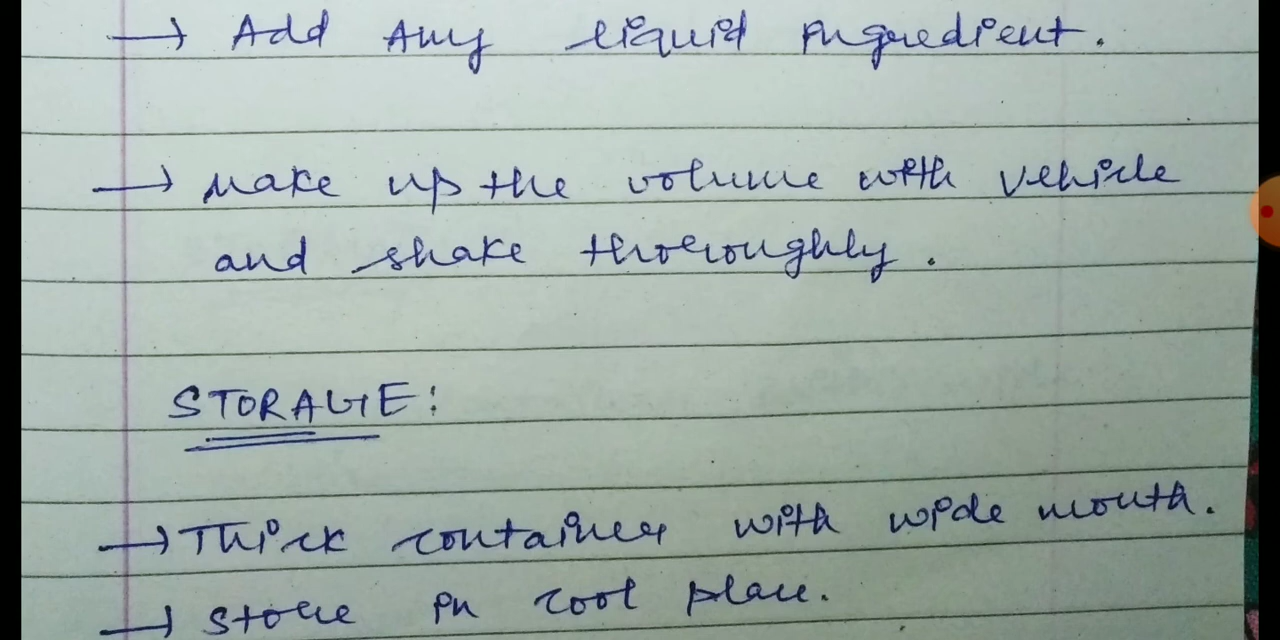 → Add Any liquid ingredient.
→ Make up the volume with vehicle
and shake thoroughly.
STORAGE:
→ Thick container with wide mouth.
→ Store in cool place.